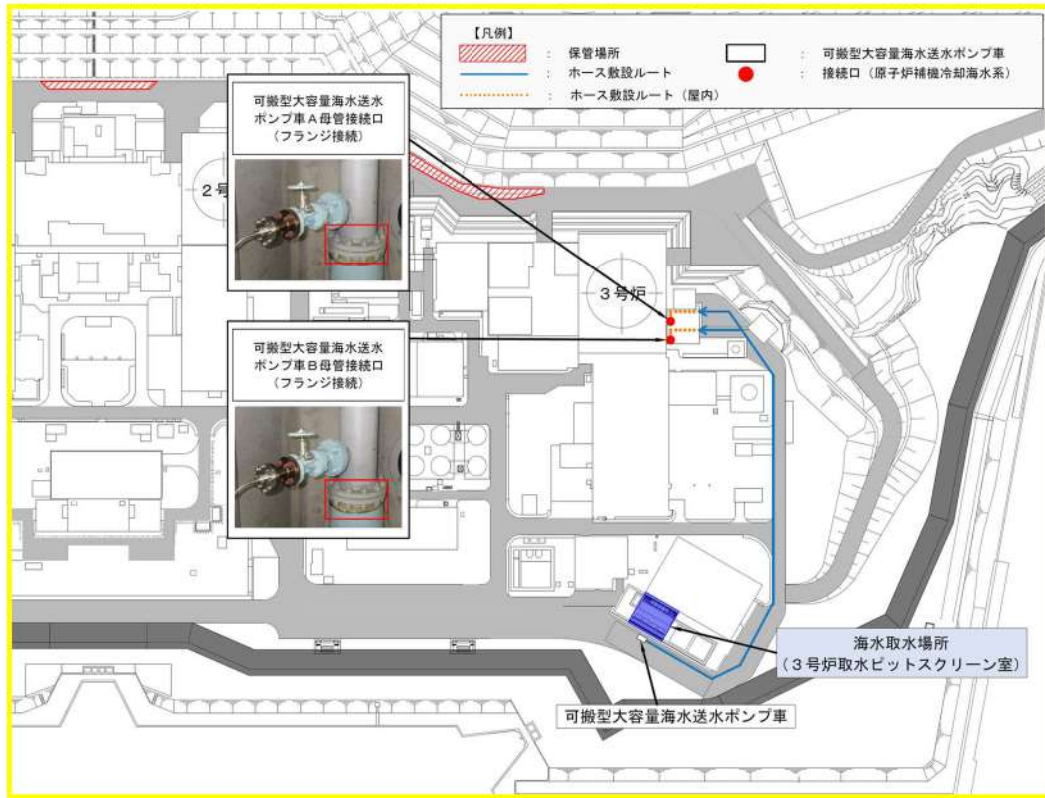 【凡例】
: 保管場所
: ホース敷設ルート
: ホース敷設ルート（屋内）
: 可搬型大容量海水送水ポンプ車
: 接続口（原子炉補機冷却海水系）
可搬型大容量海水送水
ポンプ車A母管接続口
（フランジ接続）
2号
3号炉
可搬型大容量海水送水
ポンプ車B母管接続口
（フランジ接続）
海水取水場所
（3号炉取水ピットスクリーン室）
可搬型大容量海水送水ポンプ車